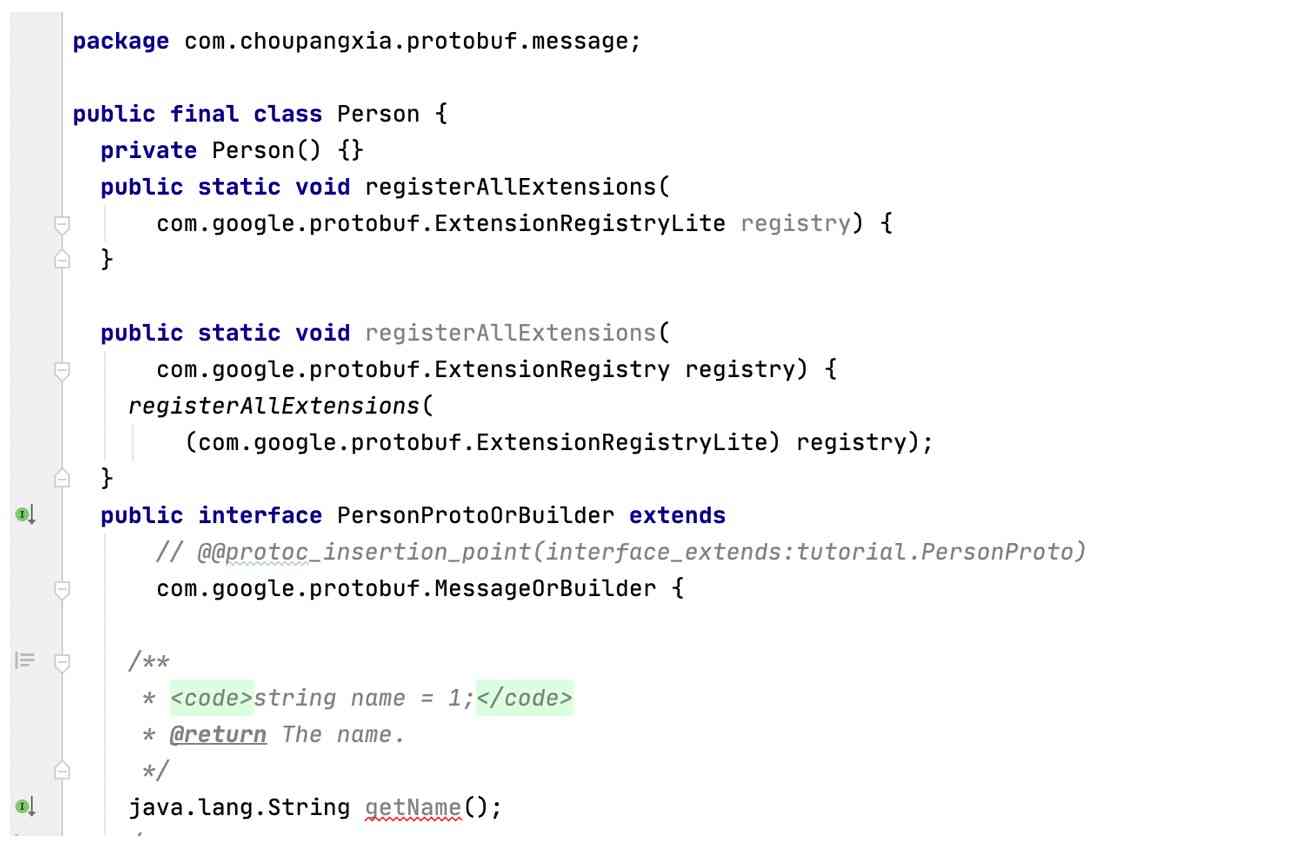 package com.choupangxia.protobuf.message;
public final class Person {
private Person() {}
public static void registerAllExtensions(
com.google.protobuf.ExtensionRegistryLite registry) {
}
public static void registerAllExtensions(
com.google.protobuf.ExtensionRegistry registry) {
registerAllExtensions(
(com.google.protobuf.ExtensionRegistryLite) registry);
}
public interface PersonProtoOrBuilder extends
// @@protoc_insertion_point(interface_extends:tutorial.PersonProto)
com.google.protobuf.MessageOrBuilder {
/**
* <code>string name = 1;</code>
* @return The name.
*/
java.lang.String getName();